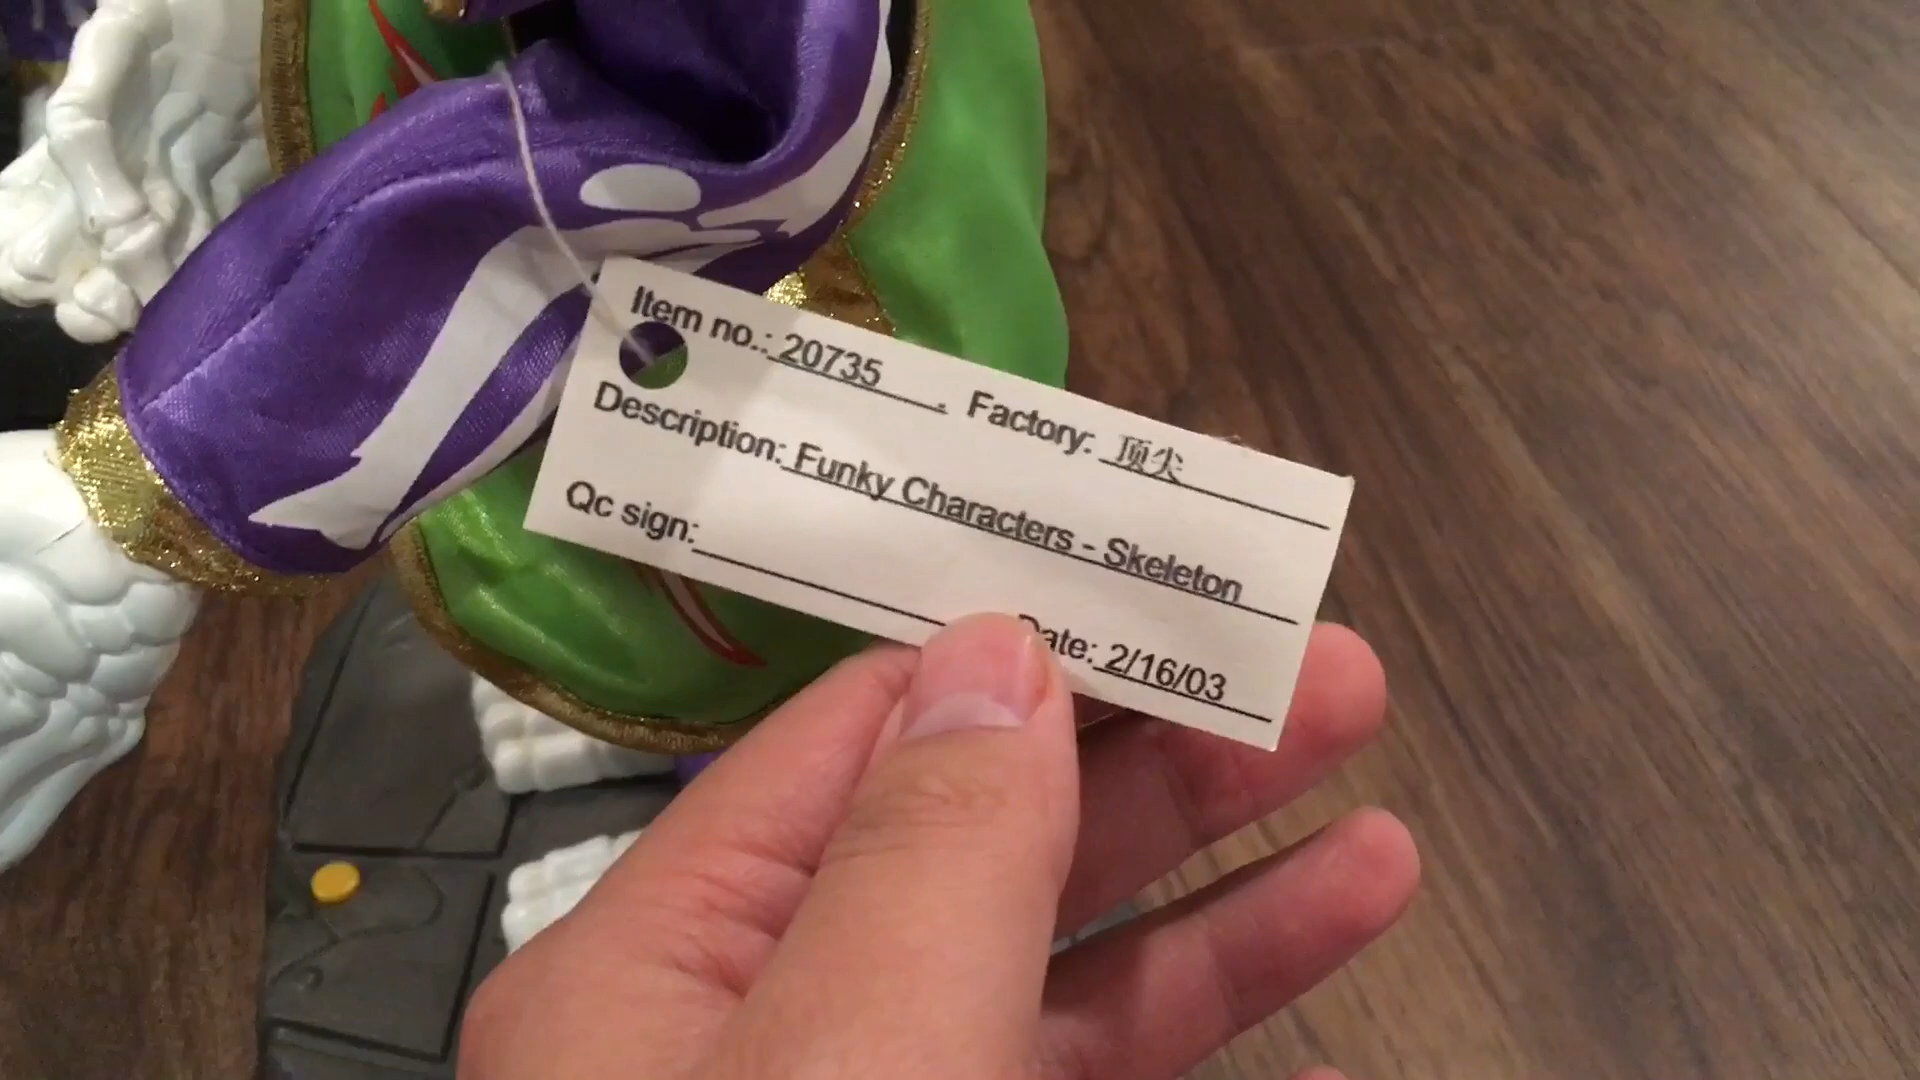 Item no.: 20735 . Factory: 顶尖
Description: Funky Characters - Skeleton
Qc sign: Date: 2/16/03